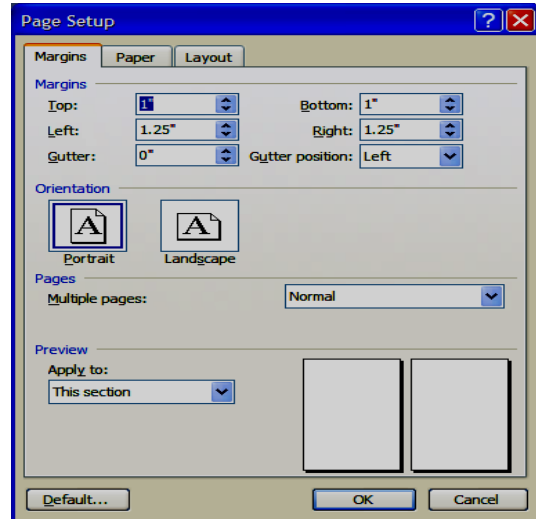 Page Setup
Margins Paper Layout
Margins
Top: 1" Bottom: 1"
Left: 1.25" Right: 1.25"
Gutter: 0" Gutter position: Left
Orientation
A A
Portrait Landscape
Pages
Multiple pages: Normal
Preview
Apply to:
This section
Default... OK Cancel